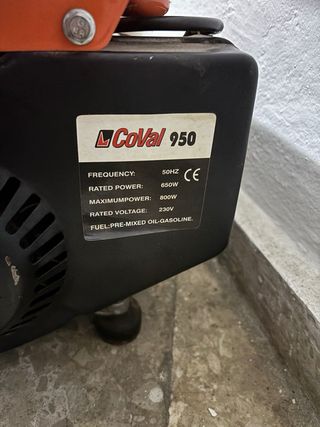 CoVal 950
FREQUENCY: 50HZ
RATED POWER: 650W
MAXIMUMPOWER: 800W
RATED VOLTAGE: 230V
FUEL:PRE-MIXED OIL-GASOLINE.
CE